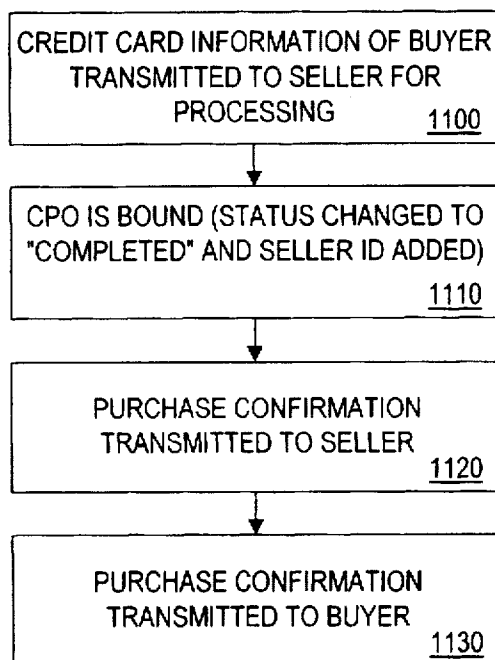 CREDIT CARD INFORMATION OF BUYER
TRANSMITTED TO SELLER FOR
PROCESSING
1100
CPO IS BOUND (STATUS CHANGED TO
"COMPLETED" AND SELLER ID ADDED)
1110
PURCHASE CONFIRMATION
TRANSMITTED TO SELLER
1120
PURCHASE CONFIRMATION
TRANSMITTED TO BUYER
1130